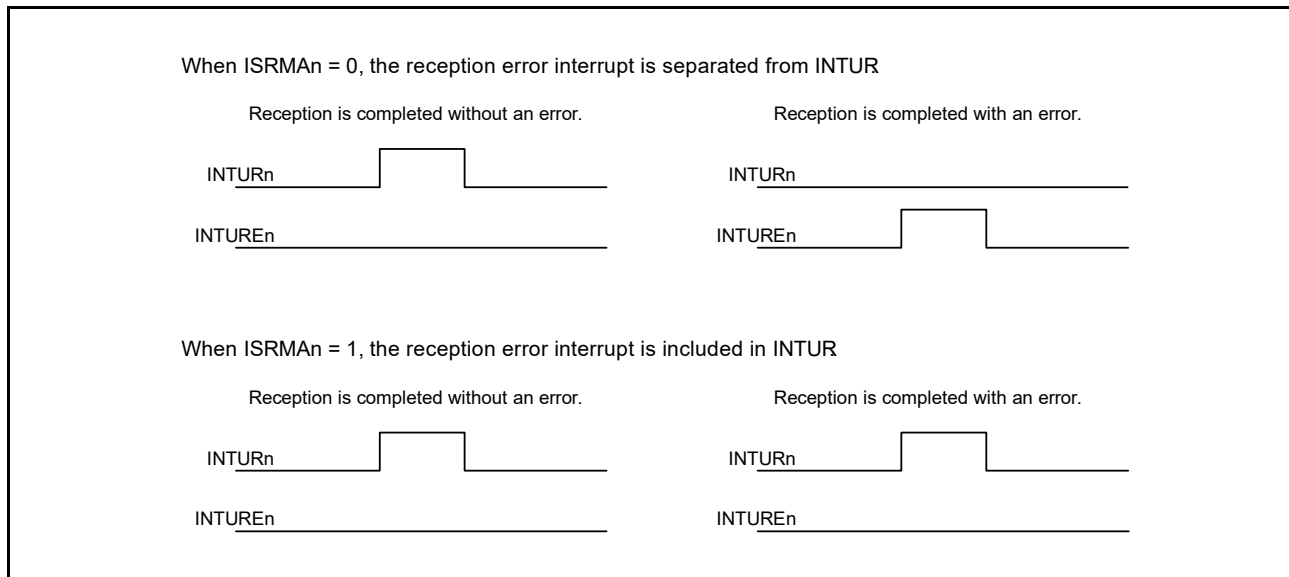 When ISRMAn = 0, the reception error interrupt is separated from INTUR
Reception is completed without an error. Reception is completed with an error.
INTURn INTURn
INTUREn INTUREn
When ISRMAn = 1, the reception error interrupt is included in INTUR
Reception is completed without an error. Reception is completed with an error.
INTURn INTURn
INTUREn INTUREn